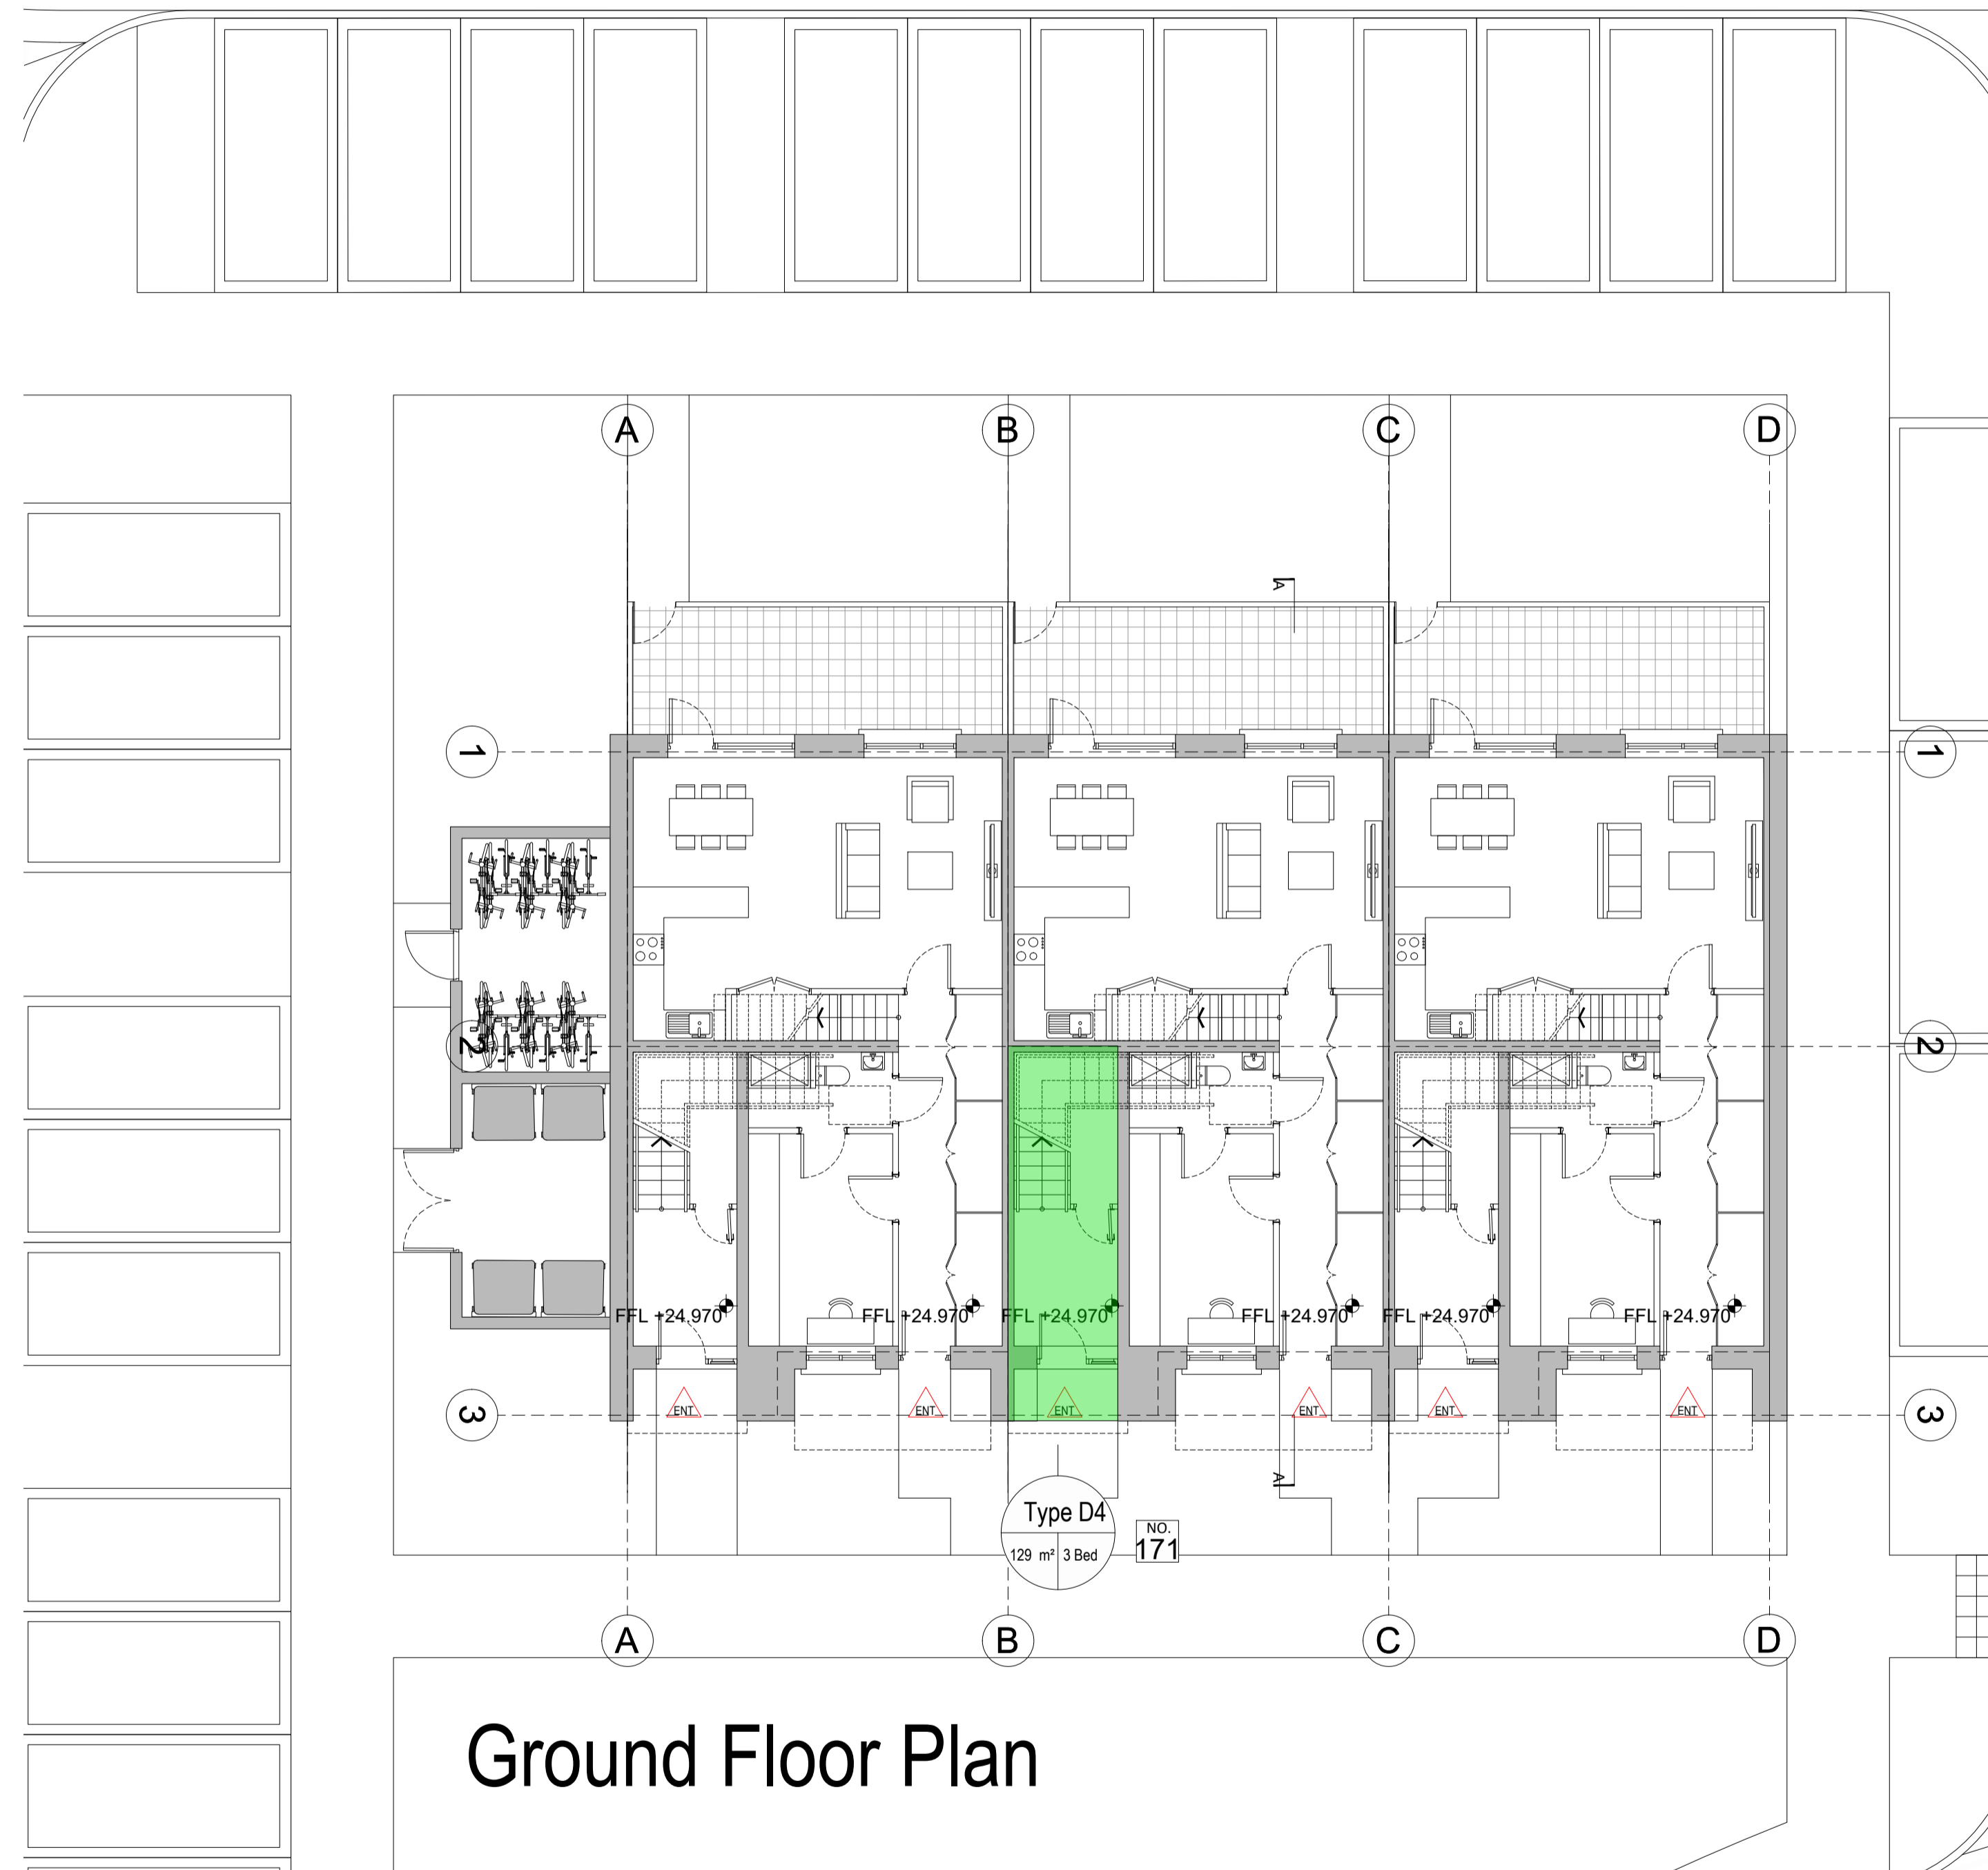 A B C D
A
1 1
2 2
FFL +24.970 FFL +24.970 FFL +24.970 FFL +24.970 FFL +24.970 FFL +24.970
ENT ENT ENT ENT ENT ENT
3 3
A
Type D4
129 m² 3 Bed
NO.
171
A B C D
Ground Floor Plan